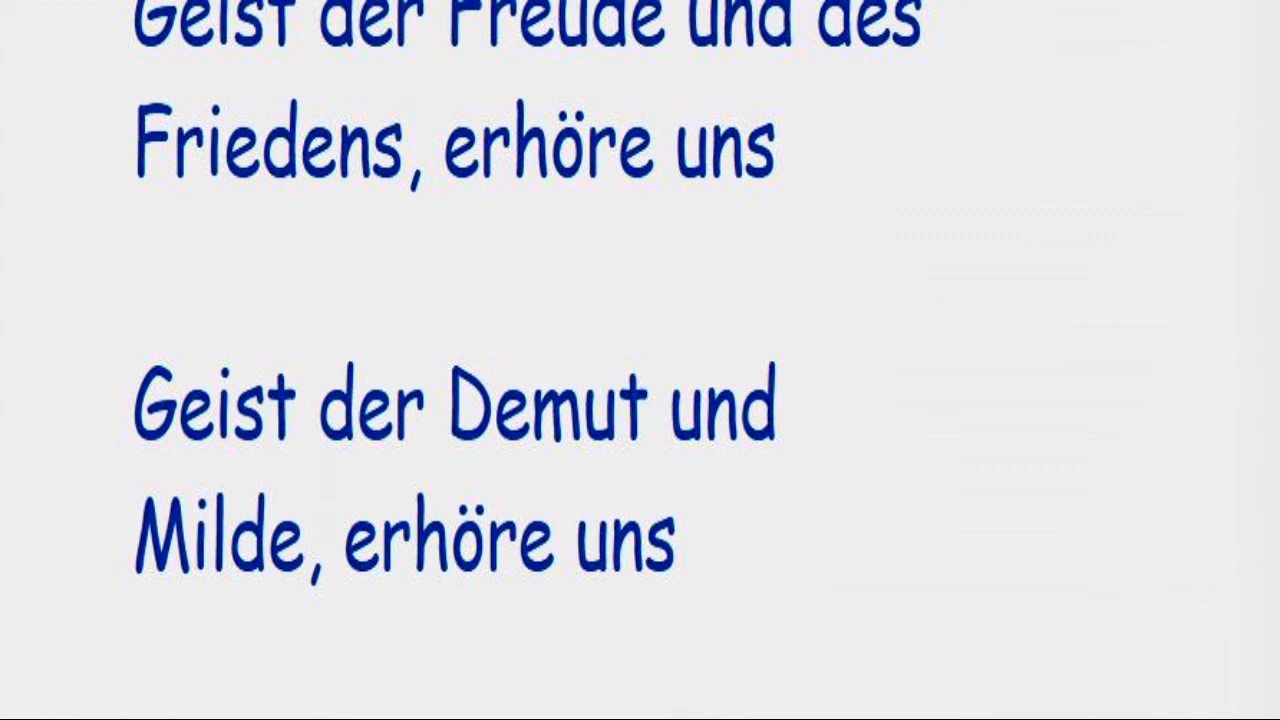 Geist der Freude und des
Friedens, erhöre uns
Geist der Demut und
Milde, erhöre uns